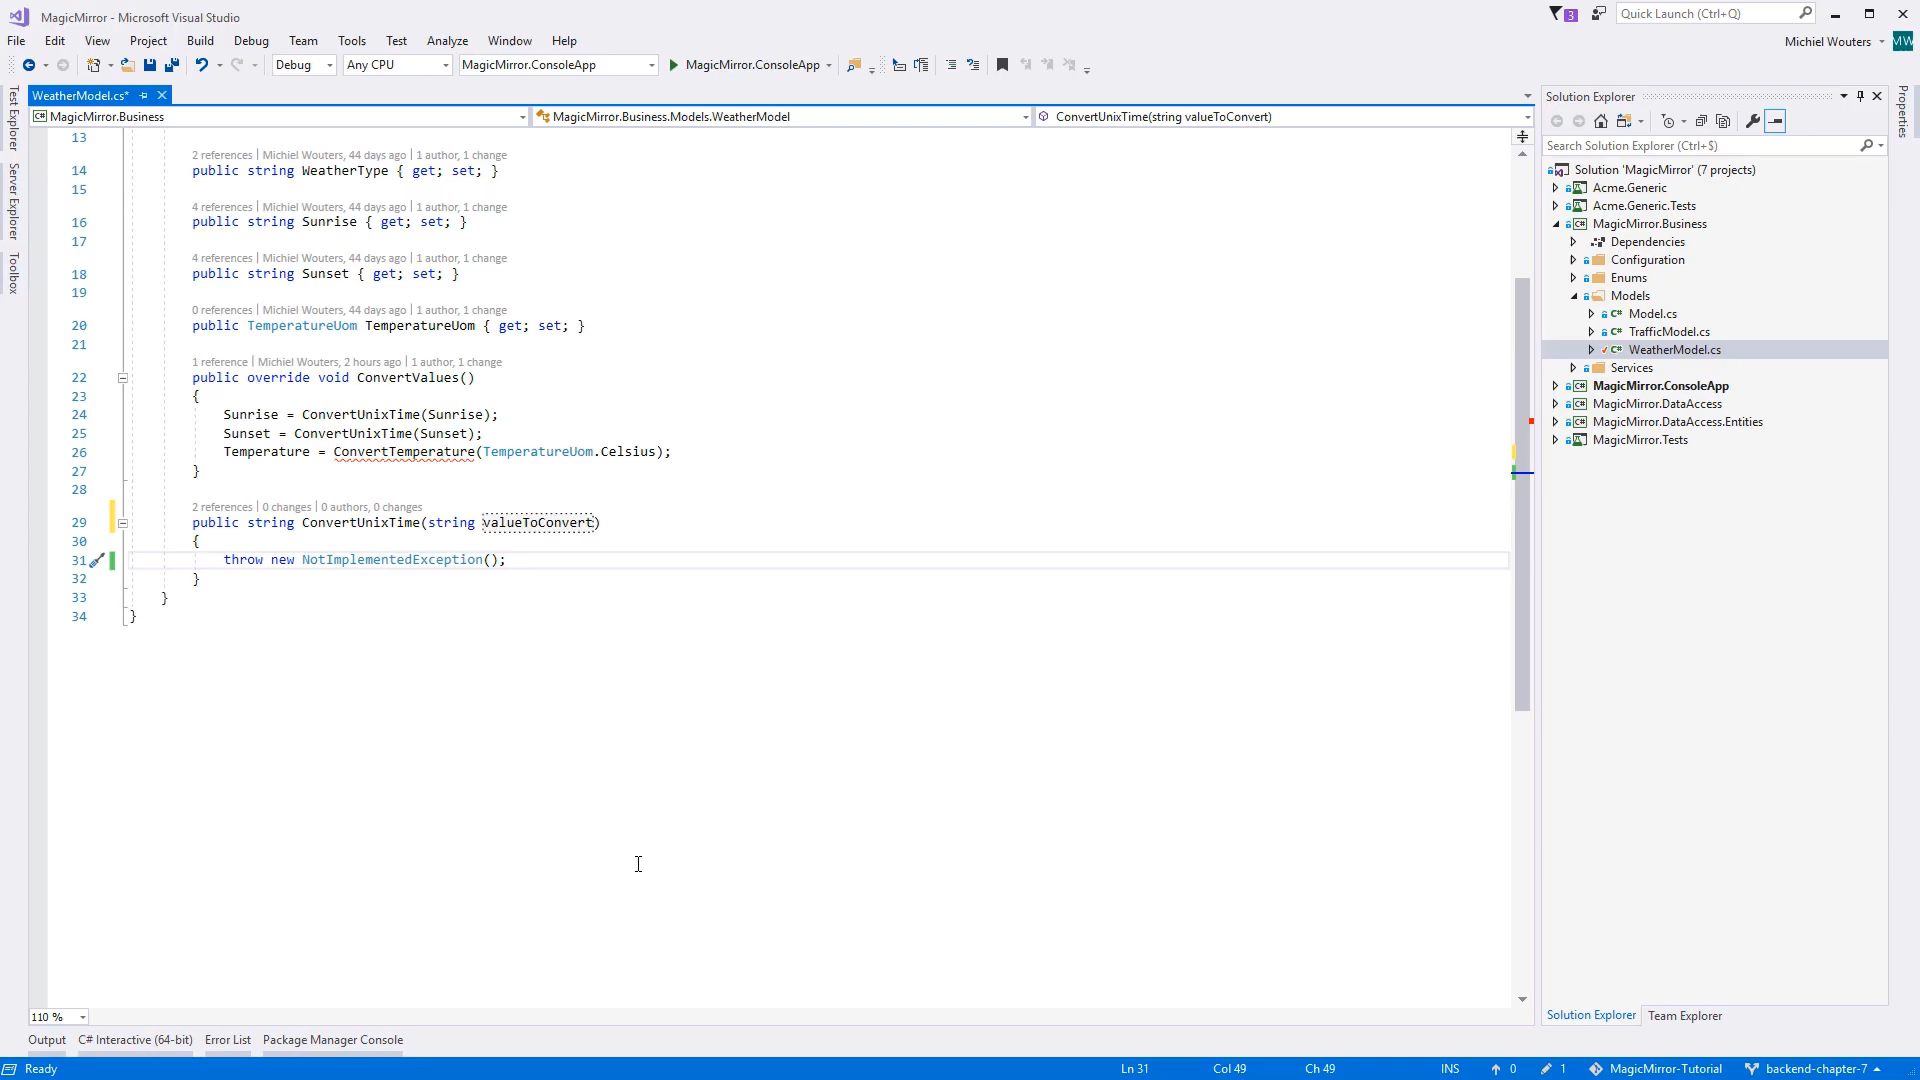 MagicMirror - Microsoft Visual Studio
3
Quick Launch (Ctrl+Q)
File Edit View Project Build Debug Team Tools Test Analyze Window Help
Michiel Wouters MW
Debug Any CPU MagicMirror.ConsoleApp MagicMirror.ConsoleApp
Test Explorer
Server Explorer
Toolbox
WeatherModel.cs*
MagicMirror.Business MagicMirror.Business.Models.WeatherModel ConvertUnixTime(string valueToConvert)
13
2 references | Michiel Wouters, 44 days ago | 1 author, 1 change
14 public string WeatherType { get; set; }
15
4 references | Michiel Wouters, 44 days ago | 1 author, 1 change
16 public string Sunrise { get; set; }
17
4 references | Michiel Wouters, 44 days ago | 1 author, 1 change
18 public string Sunset { get; set; }
19
0 references | Michiel Wouters, 44 days ago | 1 author, 1 change
20 public TemperatureUom TemperatureUom { get; set; }
21
1 reference | Michiel Wouters, 2 hours ago | 1 author, 1 change
22 public override void ConvertValues()
23 {
24 Sunrise = ConvertUnixTime(Sunrise);
25 Sunset = ConvertUnixTime(Sunset);
26 Temperature = ConvertTemperature(TemperatureUom.Celsius);
27 }
28
2 references | 0 changes | 0 authors, 0 changes
29 public string ConvertUnixTime(string valueToConvert)
30 {
31 throw new NotImplementedException();
32 }
33 }
34 }
110 %
Solution Explorer
Search Solution Explorer (Ctrl+$)
Solution 'MagicMirror' (7 projects)
Acme.Generic
Acme.Generic.Tests
MagicMirror.Business
Dependencies
Configuration
Enums
Models
Model.cs
TrafficModel.cs
WeatherModel.cs
Services
MagicMirror.ConsoleApp
MagicMirror.DataAccess
MagicMirror.DataAccess.Entities
MagicMirror.Tests
Solution Explorer Team Explorer
Properties
Output C# Interactive (64-bit) Error List Package Manager Console
Ready Ln 31 Col 49 Ch 49 INS 0 1 MagicMirror-Tutorial backend-chapter-7